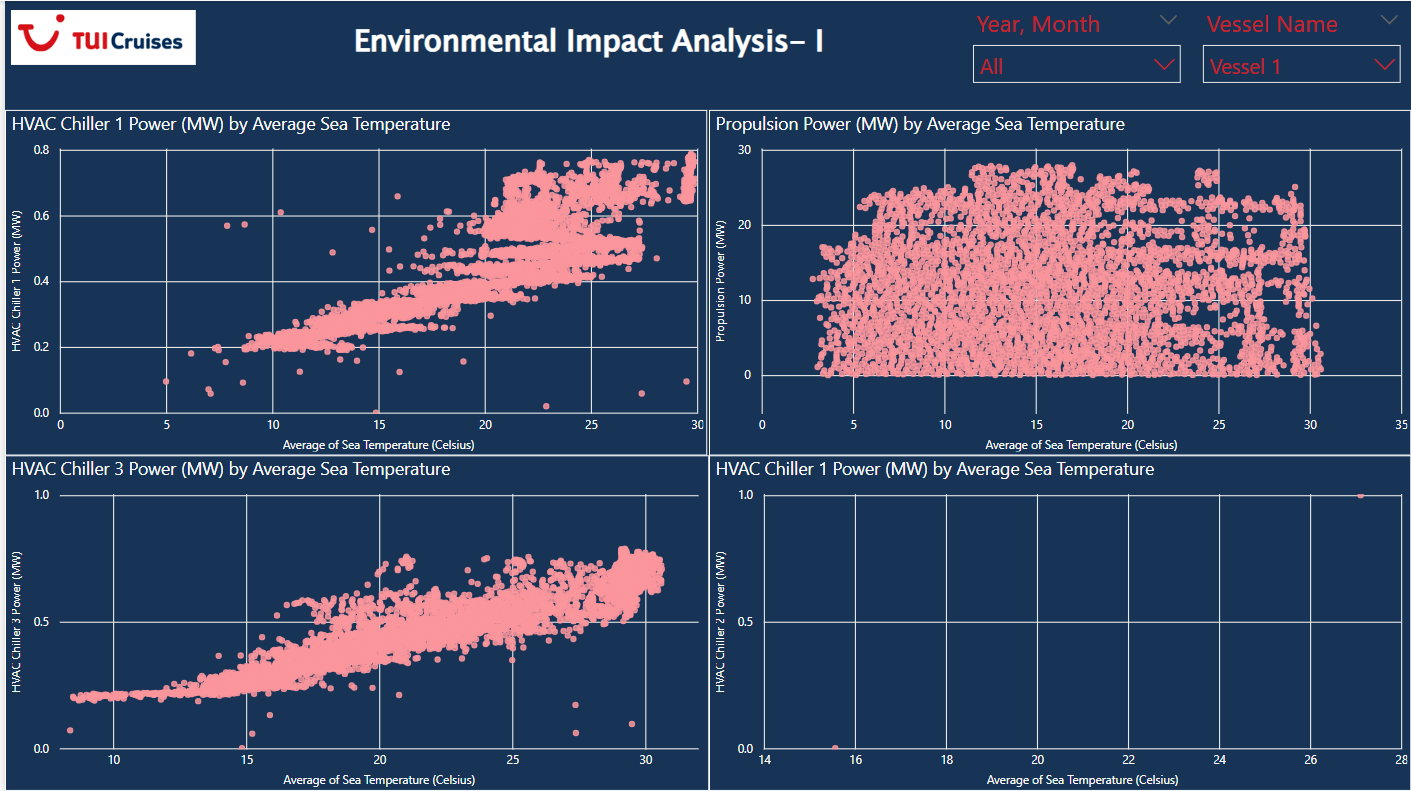 TUI Cruises
Environmental Impact Analysis- I
Year, Month
All
Vessel Name
Vessel 1
HVAC Chiller 1 Power (MW) by Average Sea Temperature
HVAC Chiller 1 Power (MW)
0.8
0.6
0.4
0.2
0.0
0 5 10 15 20 25 30
Average of Sea Temperature (Celsius)
Propulsion Power (MW) by Average Sea Temperature
Propulsion Power (MW)
30
20
10
0
0 5 10 15 20 25 30 35
Average of Sea Temperature (Celsius)
HVAC Chiller 3 Power (MW) by Average Sea Temperature
HVAC Chiller 3 Power (MW)
1.0
0.5
0.0
10 15 20 25 30
Average of Sea Temperature (Celsius)
HVAC Chiller 1 Power (MW) by Average Sea Temperature
HVAC Chiller 2 Power (MW)
1.0
0.5
0.0
14 16 18 20 22 24 26 28
Average of Sea Temperature (Celsius)